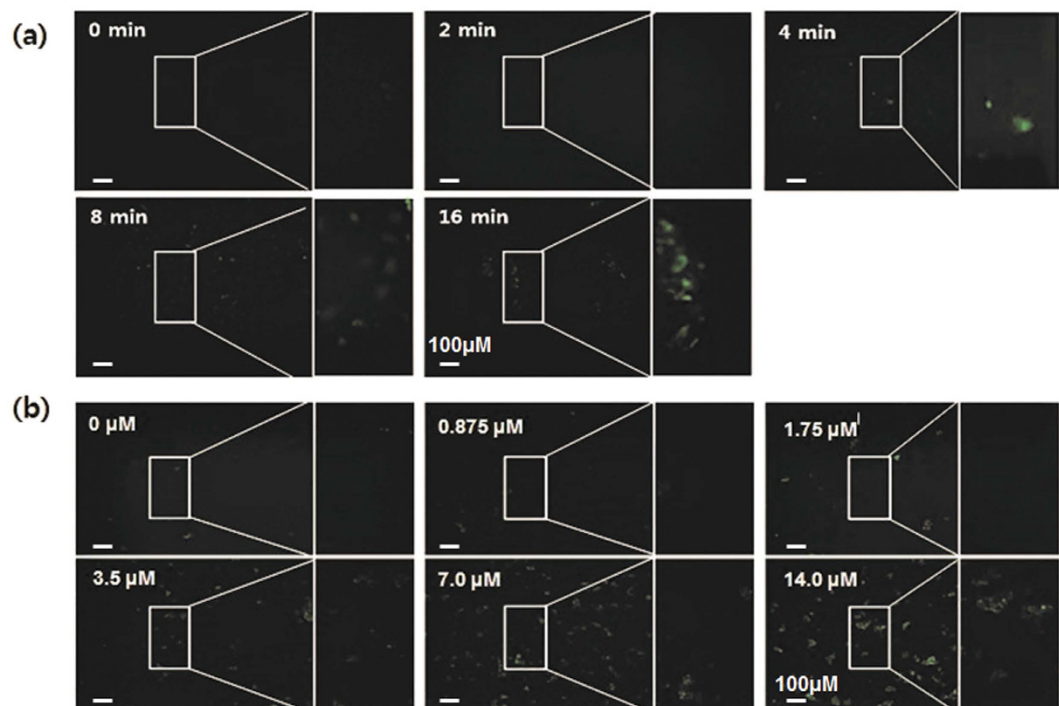 (a)
0 min
2 min
4 min
8 min
16 min
100µM
(b)
0 µM
0.875 µM
1.75 µM
3.5 µM
7.0 µM
14.0 µM
100µM